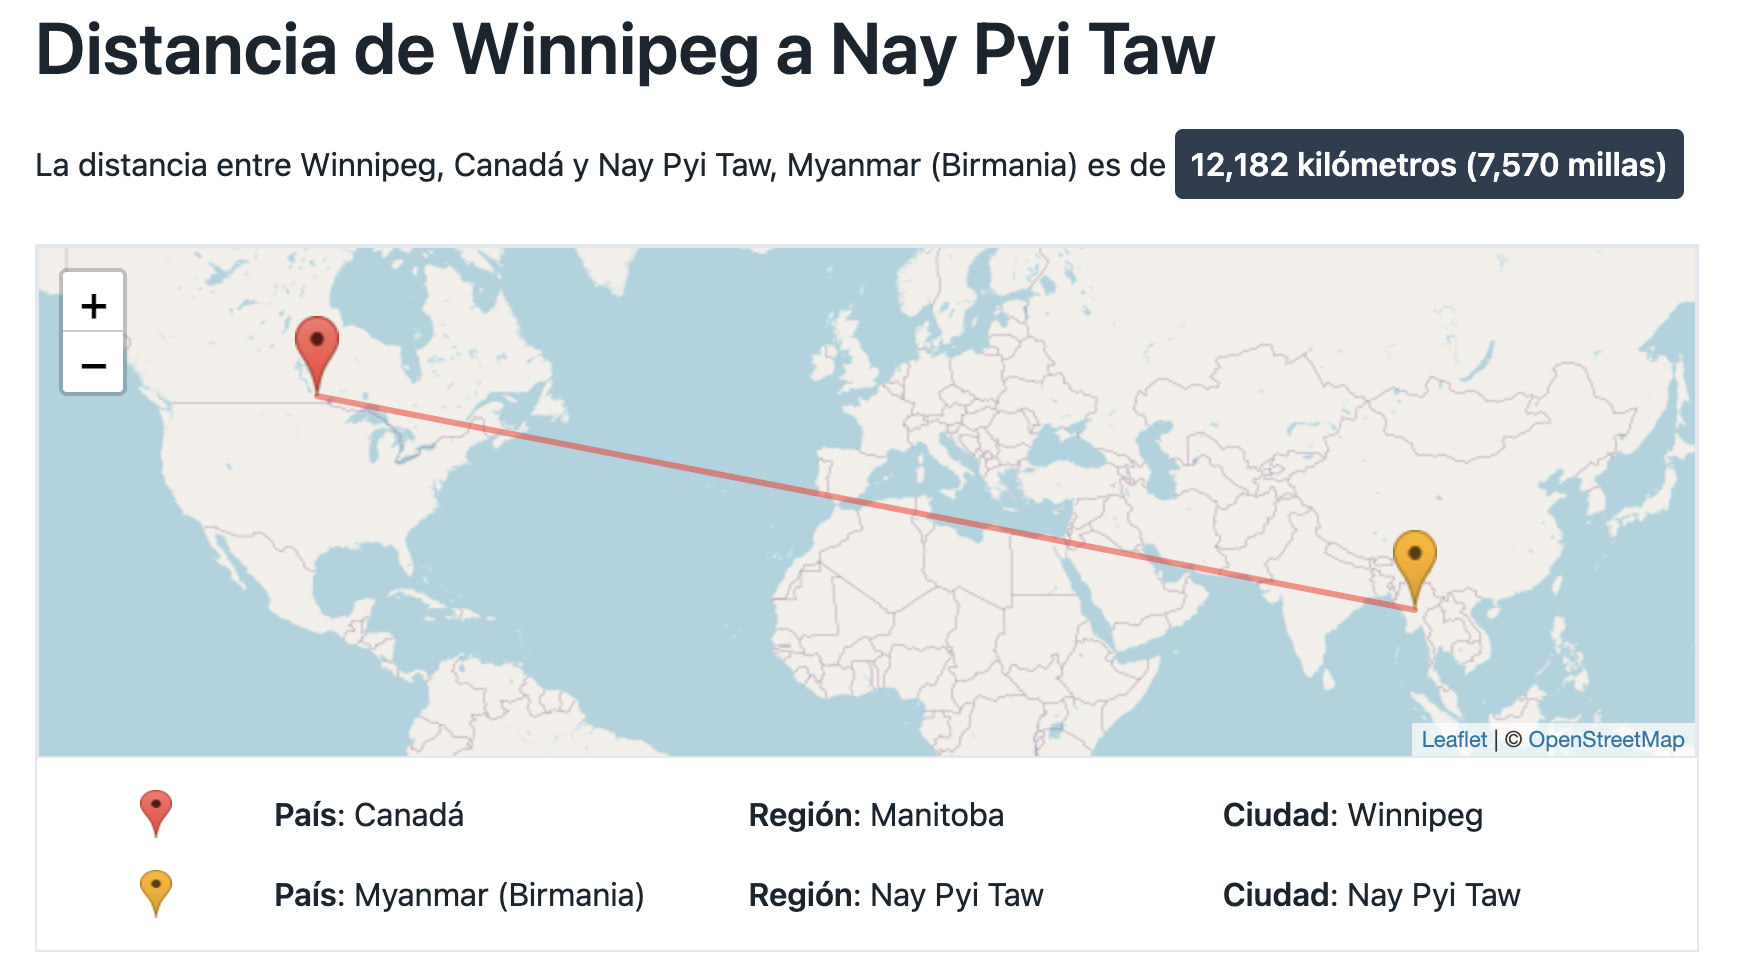 Distancia de Winnipeg a Nay Pyi Taw
La distancia entre Winnipeg, Canadá y Nay Pyi Taw, Myanmar (Birmania) es de 12,182 kilómetros (7,570 millas)
+
−
Leaflet | © OpenStreetMap
País: Canadá Región: Manitoba Ciudad: Winnipeg
País: Myanmar (Birmania) Región: Nay Pyi Taw Ciudad: Nay Pyi Taw